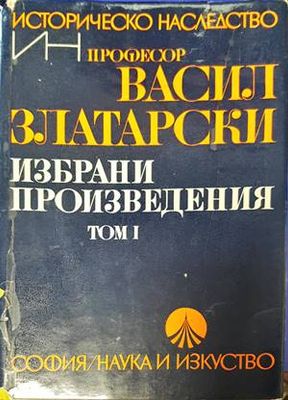 ИСТОРИЧЕСКО НАСЛЕДСТВО
ИН
ПРОФЕСОР
ВАСИЛ
ЗЛАТАРСКИ
ИЗБРАНИ
ПРОИЗВЕДЕНИЯ
ТОМ I
СОФИЯ/НАУКА И ИЗКУСТВО